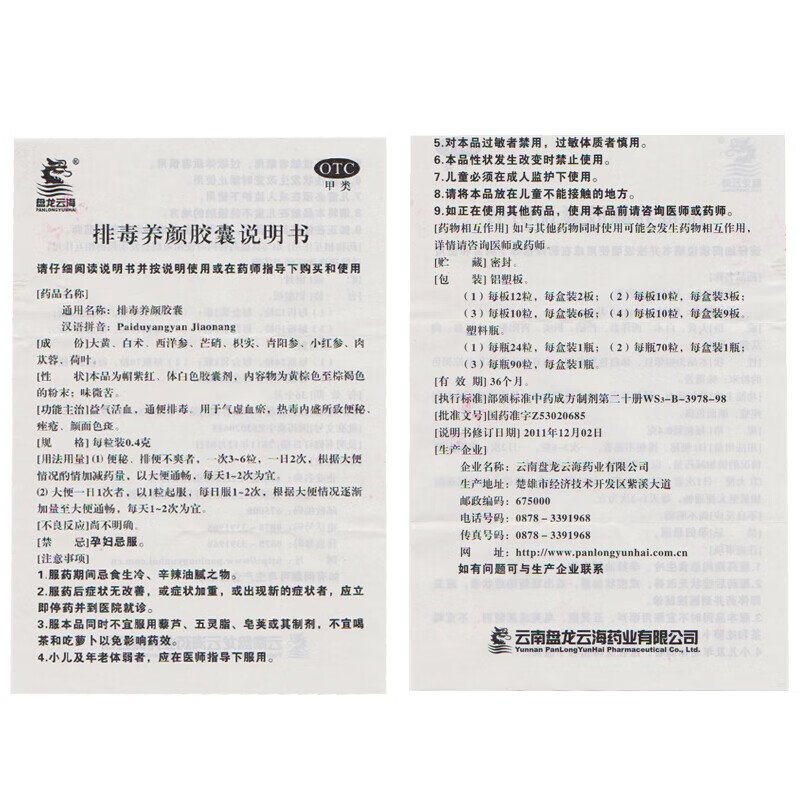 盘龙云海®
PANLONGYUNHAI
OTC
甲类
排毒养颜胶囊说明书
请仔细阅读说明书并按说明使用或在药师指导下购买和使用
[药品名称]
通用名称：排毒养颜胶囊
汉语拼音：Paiduyangyan Jiaonang
[成　份]大黄、白术、西洋参、芒硝、枳实、青阳参、小红参、肉
苁蓉、荷叶。
[性　状]本品为帽紫红、体白色胶囊剂，内容物为黄棕色至棕褐色
的粉末；味微苦。
[功能主治]益气活血，通便排毒。用于气虚血瘀，热毒内盛所致便秘、
痤疮、颜面色斑。
[规　格] 每粒装0.4克
[用法用量]⑴ 便秘、排便不爽者，一次3~6粒，一日2次，根据大便
情况酌情加减药量，以大便通畅，每天1~2次为宜。
⑵ 大便一日1次者，以1粒起服，每日服1~2次，根据大便情况逐渐
加量至大便通畅，每天1~2次为宜。
[不良反应]尚不明确。
[禁　忌]孕妇忌服。
[注意事项]
1.服药期间忌食生冷、辛辣油腻之物。
2.服药后症状无改善，或症状加重，或出现新的症状者，应立
即停药并到医院就诊。
3.服本品同时不宜服用藜芦、五灵脂、皂荚或其制剂，不宜喝
茶和吃萝卜以免影响药效。
4.小儿及年老体弱者，应在医师指导下服用。
5.对本品过敏者禁用，过敏体质者慎用。
6.本品性状发生改变时禁止使用。
7.儿童必须在成人监护下使用。
8.请将本品放在儿童不能接触的地方。
9.如正在使用其他药品，使用本品前请咨询医师或药师。
[药物相互作用] 如与其他药物同时使用可能会发生药物相互作用，
详情请咨询医师或药师。
[贮　藏] 密封。
[包　装] 铝塑板。
（1）每板12粒，每盒装2板；（2）每板10粒，每盒装3板；
（3）每板10粒，每盒装6板；（4）每板10粒，每盒装9板。
塑料瓶。
（1）每瓶24粒，每盒装1瓶；（2）每瓶70粒，每盒装1瓶；
（3）每瓶90粒，每盒装1瓶。
[有 效 期] 36个月。
[执行标准]部颁标准中药成方制剂第二十册WS₃-B-3978-98
[批准文号]国药准字Z53020685
[说明书修订日期] 2011年12月02日
[生产企业]
企业名称：云南盘龙云海药业有限公司
生产地址：楚雄市经济技术开发区紫溪大道
邮政编码：675000
电话号码：0878－3391968
传真号码：0878－3391968
网　址：http://www.panlongyunhai.com.cn
如有问题可与生产企业联系
云南盘龙云海药业有限公司
Yunnan PanLongYunHai Pharmaceutical Co., Ltd.